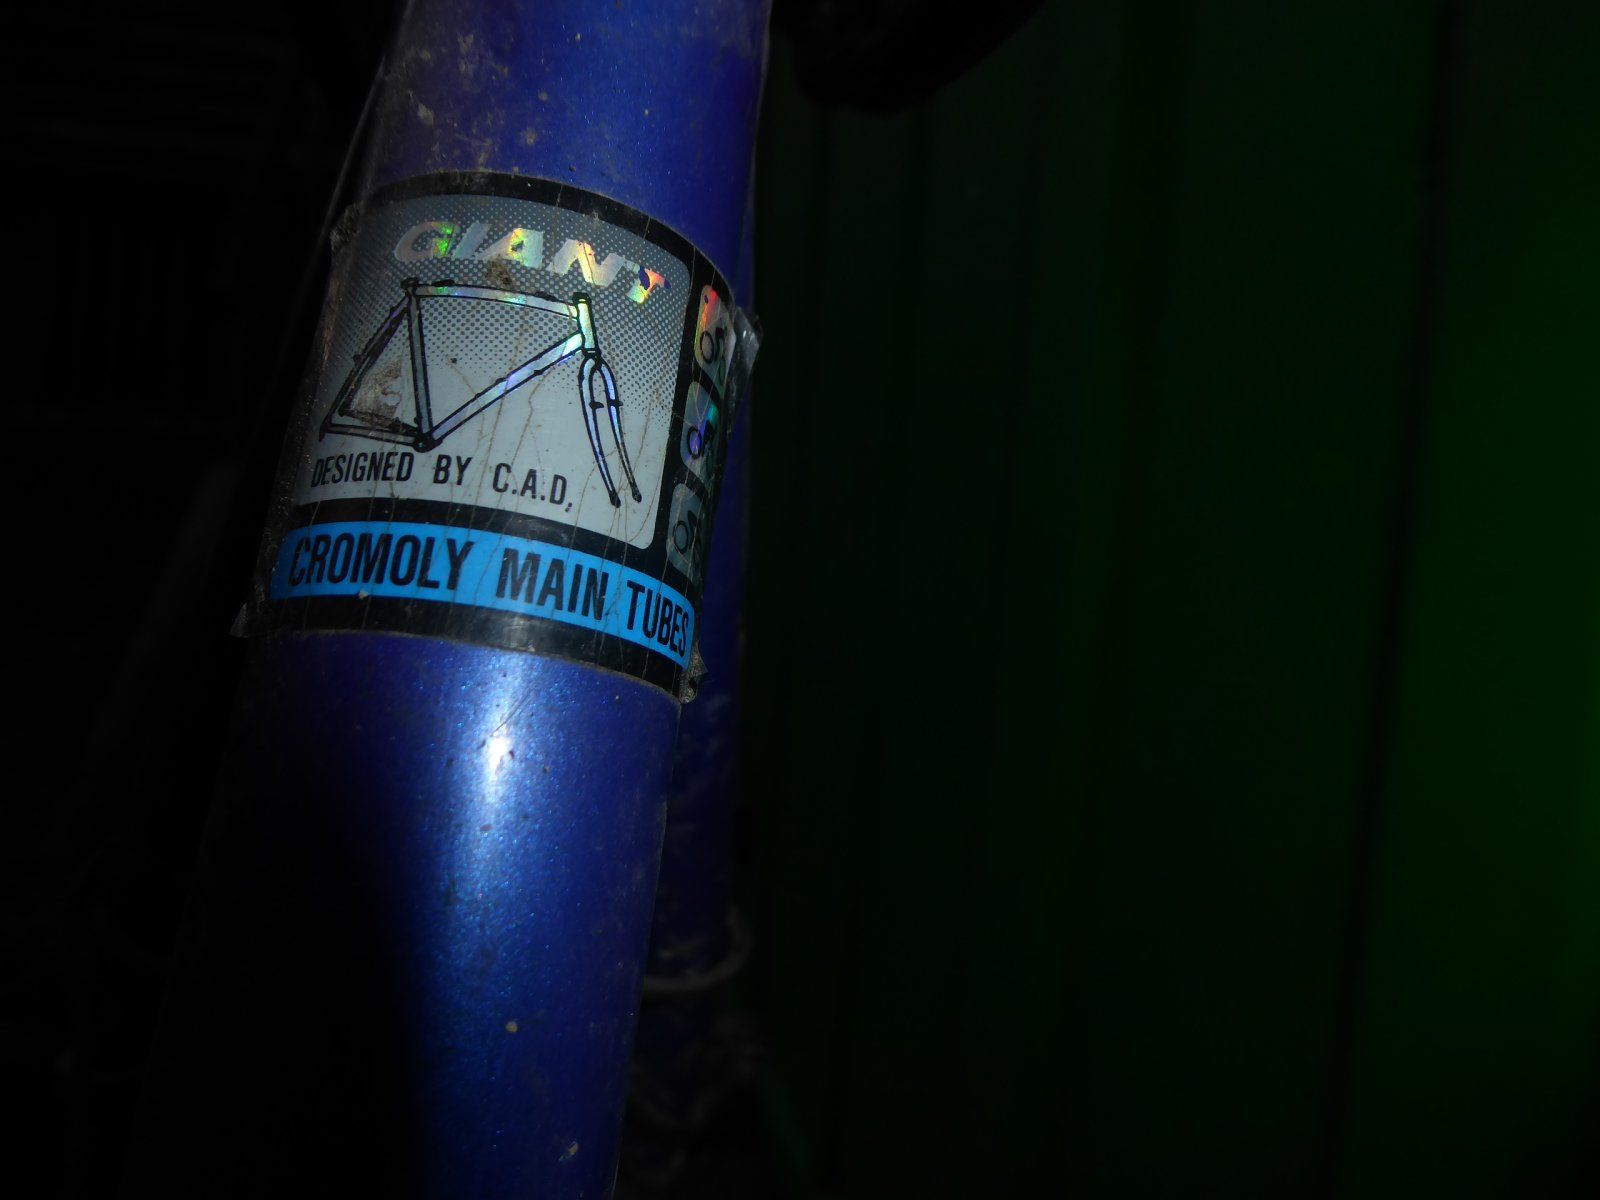 GIANT
DESIGNED BY C.A.D.
CROMOLY MAIN TUBES